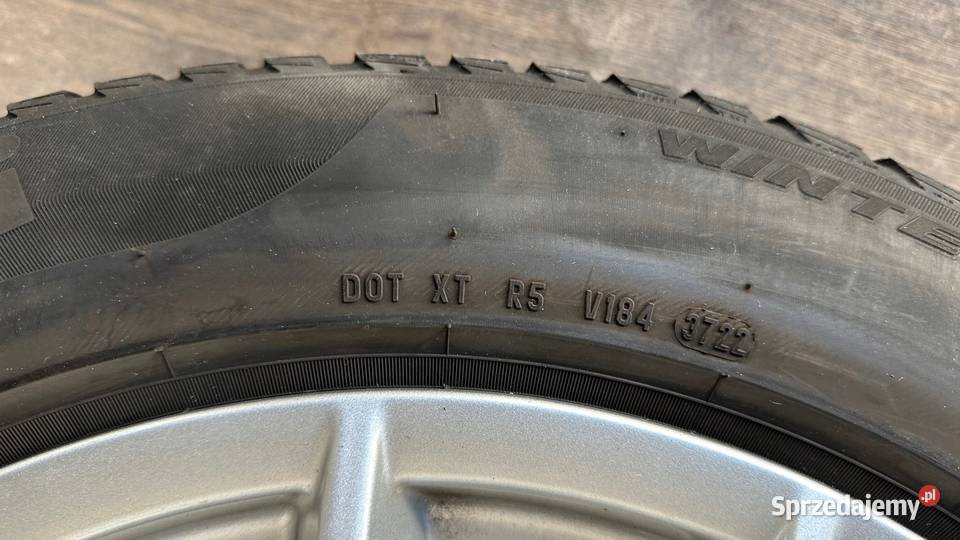 WINTE
DOT XT R5 V184 3722
Sprzedajemy.pl